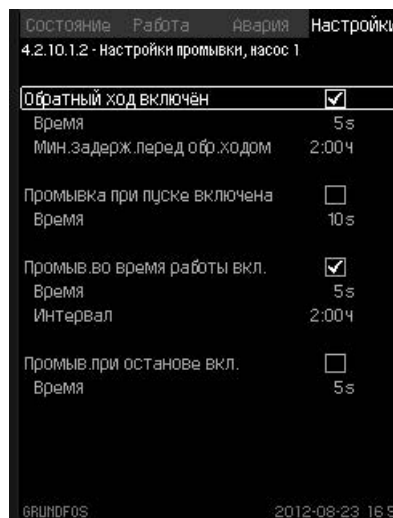 Состояние Работа Авария Настройки
4.2.10.1.2 - Настройки промывки, насос 1
Обратный ход включён
Время 5s
Мин.задерж.перед обр.ходом 2:00ч
Промывка при пуске включена
Время 10s
Промыв.во время работы вкл.
Время 5s
Интервал 2:00ч
Промыв.при останове вкл.
Время 5s
GRUNDFOS 2012-08-23 16